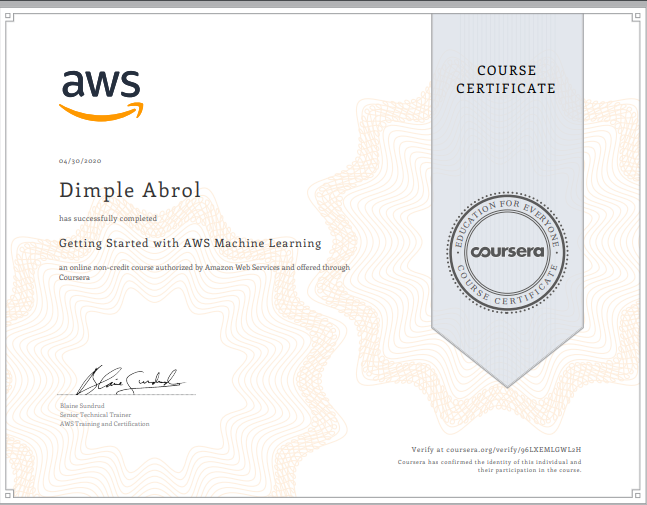 aws
COURSE
CERTIFICATE
04/30/2020
Dimple Abrol
has successfully completed
Getting Started with AWS Machine Learning
an online non-credit course authorized by Amazon Web Services and offered through
Coursera
EDUCATION FOR EVERYONE
coursera
COURSE CERTIFICATE
Blaine Sundrud
Blaine Sundrud
Senior Technical Trainer
AWS Training and Certification
Verify at coursera.org/verify/96LXEMLGWL2H
Coursera has confirmed the identity of this individual and
their participation in the course.